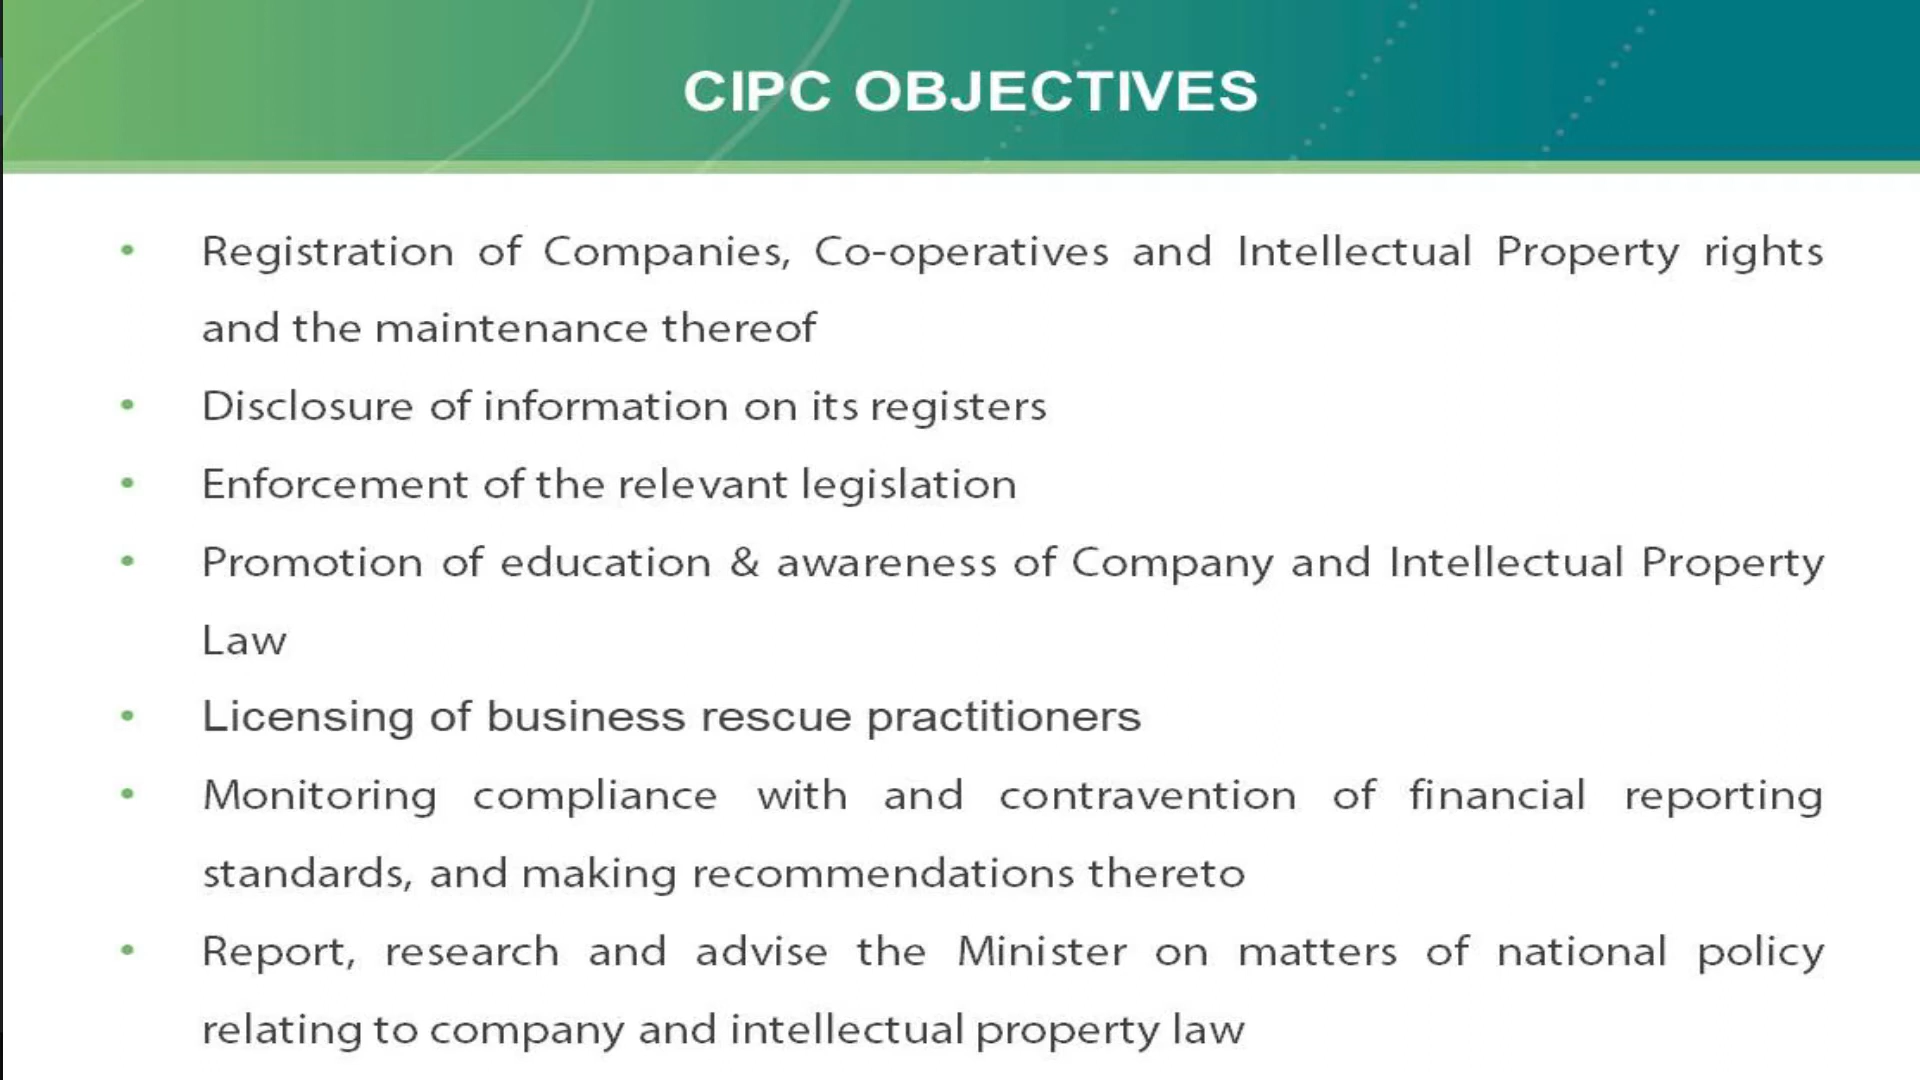 CIPC OBJECTIVES
• Registration of Companies, Co-operatives and Intellectual Property rights
and the maintenance thereof
• Disclosure of information on its registers
• Enforcement of the relevant legislation
• Promotion of education & awareness of Company and Intellectual Property
Law
• Licensing of business rescue practitioners
• Monitoring compliance with and contravention of financial reporting
standards, and making recommendations thereto
• Report, research and advise the Minister on matters of national policy
relating to company and intellectual property law